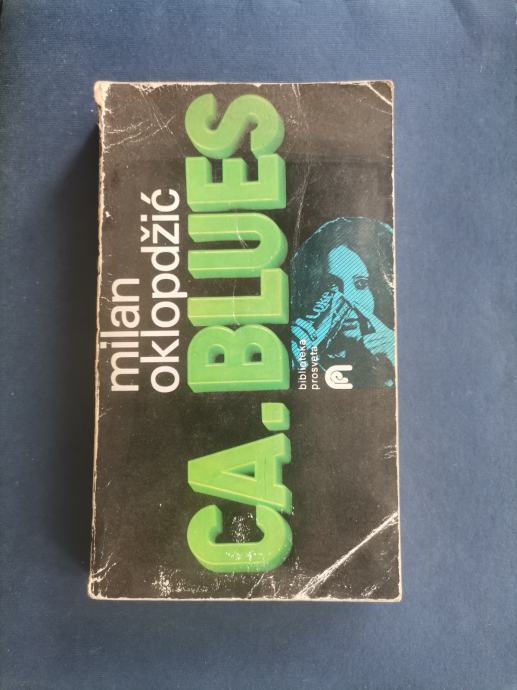 milan
oklopdžić
CA. BLUES
biblioteka
prosveta